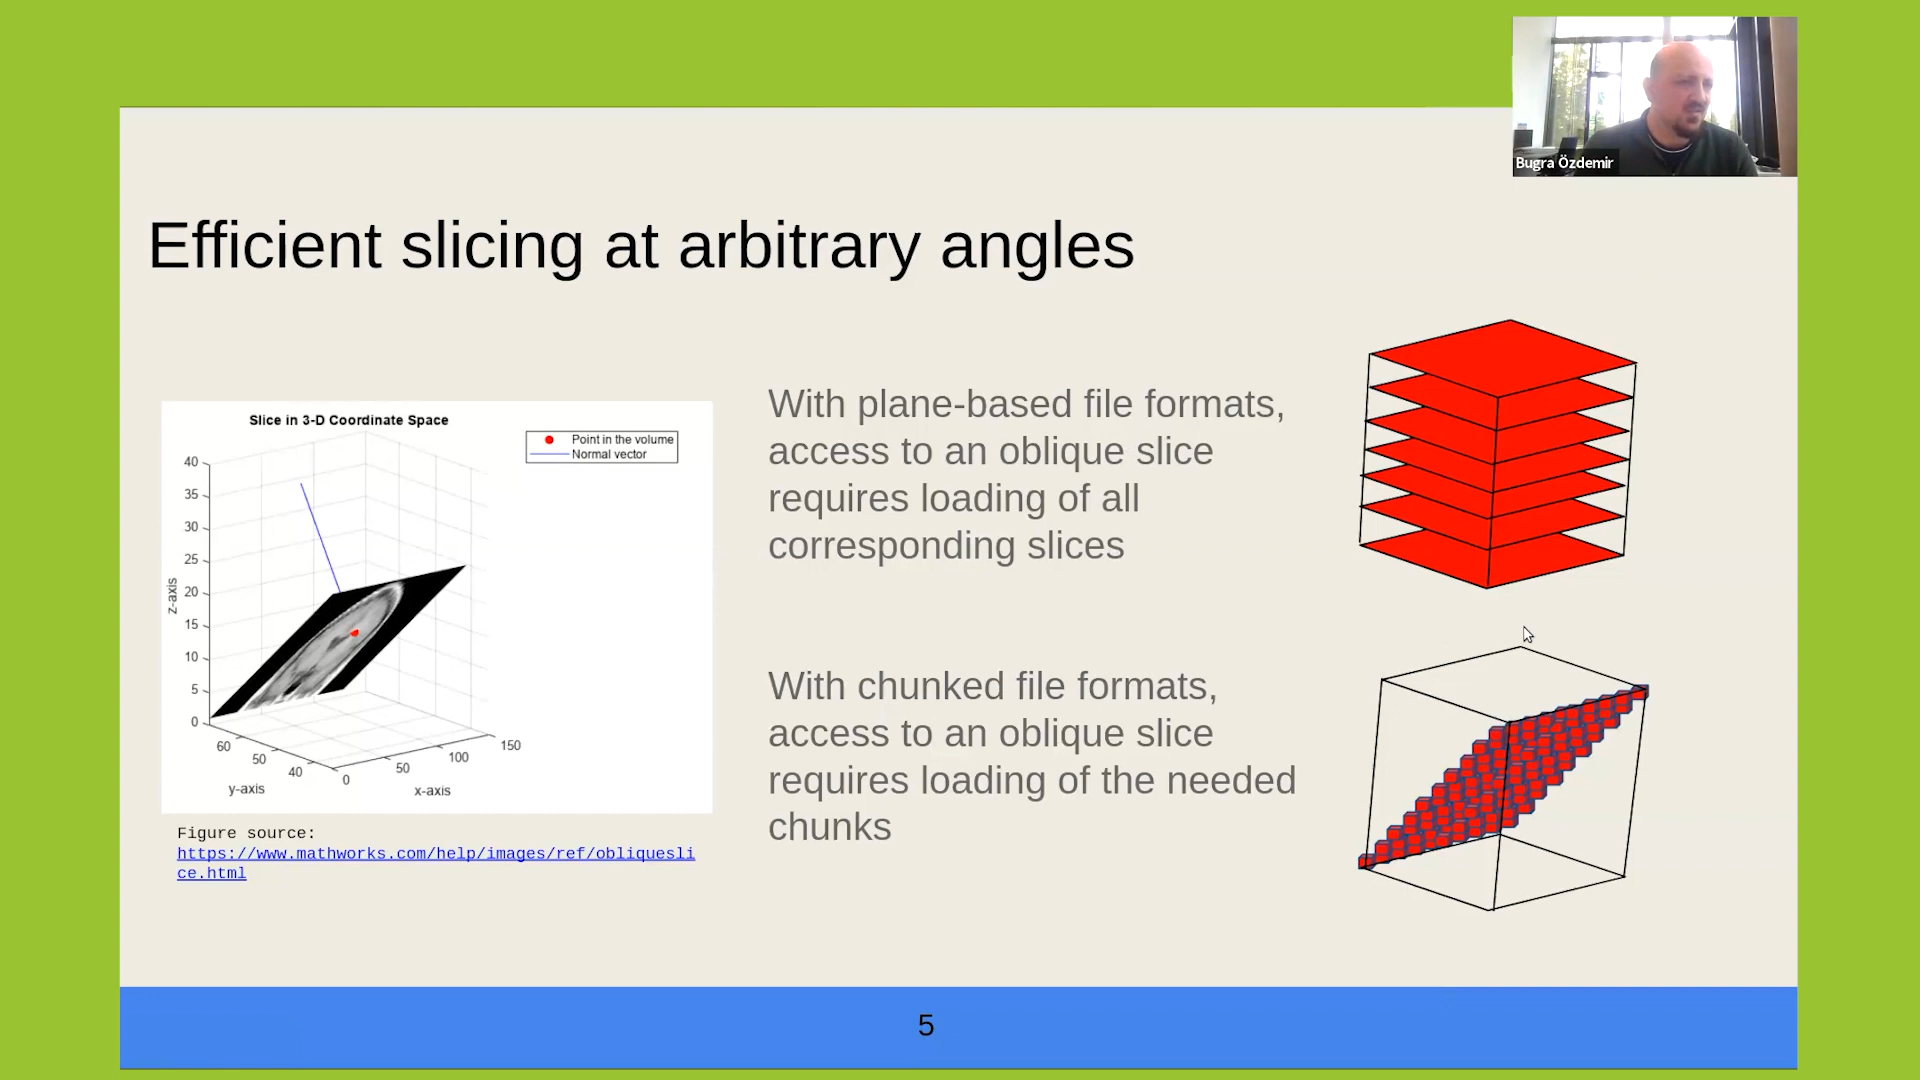 Bugra Özdemir
Efficient slicing at arbitrary angles
Slice in 3-D Coordinate Space
Point in the volume
Normal vector
40
35
30
25
20
15
10
5
0
z-axis
60
50
40
y-axis
0
50
100
150
x-axis
Figure source:
https://www.mathworks.com/help/images/ref/obliquesli
ce.html
With plane-based file formats,
access to an oblique slice
requires loading of all
corresponding slices
With chunked file formats,
access to an oblique slice
requires loading of the needed
chunks
5